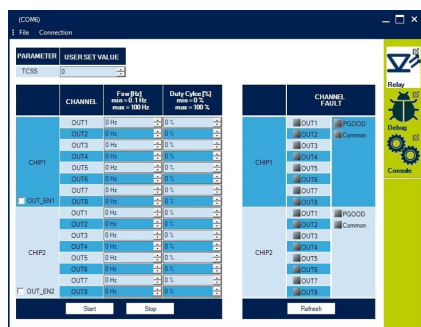 (COM6)
File Connection
PARAMETER USER SET VALUE
TCSS 0
CHANNEL Fsw[Hz] min = 0.1 Hz max = 100 Hz Duty Cylce[%] min = 0 % max = 100 %
CHIP1
OUT1 0 Hz 0 %
OUT2 0 Hz 0 %
OUT3 0 Hz 0 %
OUT4 0 Hz 0 %
OUT5 0 Hz 0 %
OUT6 0 Hz 0 %
OUT7 0 Hz 0 %
OUT_EN1 OUT8 0 Hz 0 %
CHIP2
OUT1 0 Hz 0 %
OUT2 0 Hz 0 %
OUT3 0 Hz 0 %
OUT4 0 Hz 0 %
OUT5 0 Hz 0 %
OUT6 0 Hz 0 %
OUT7 0 Hz 0 %
OUT_EN2 OUT8 0 Hz 0 %
Start Stop
CHANNEL
FAULT
CHIP1
OUT1 PGOOD
OUT2 Common
OUT3
OUT4
OUT5
OUT6
OUT7
OUT8
CHIP2
OUT1 PGOOD
OUT2 Common
OUT3
OUT4
OUT5
OUT6
OUT7
OUT8
Refresh
Relay
Debug
Console